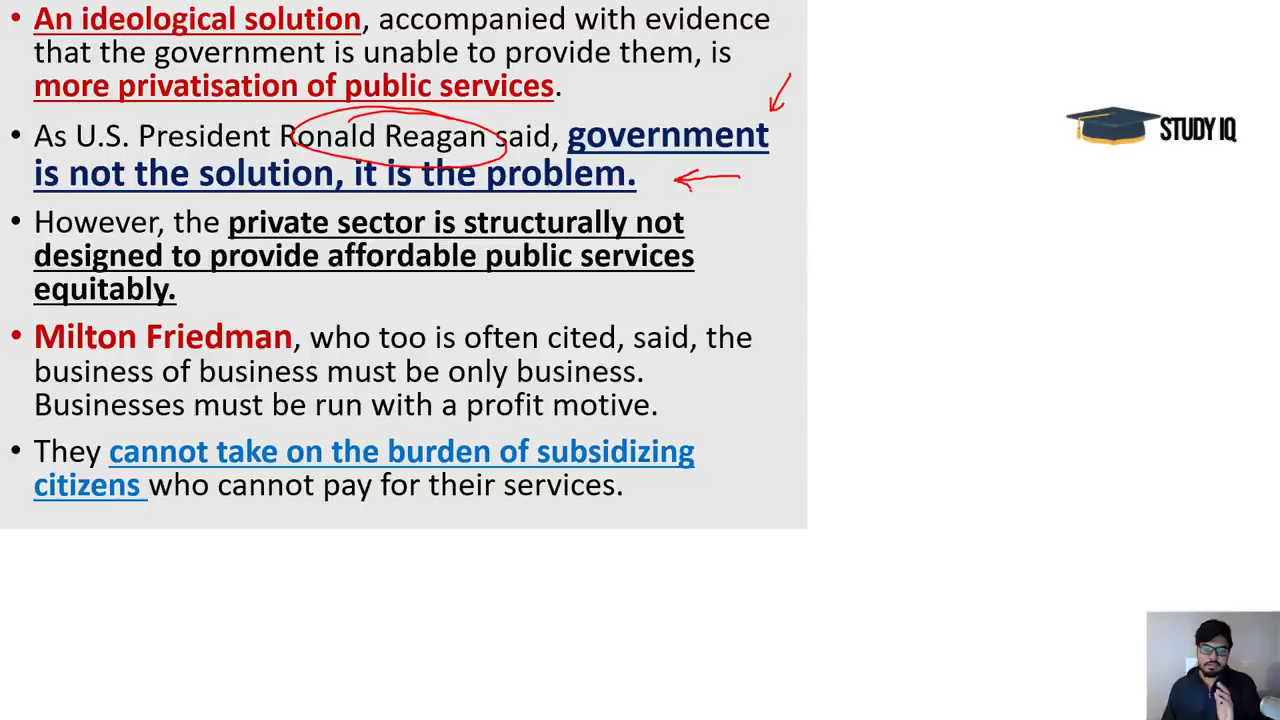 • An ideological solution, accompanied with evidence
that the government is unable to provide them, is
more privatisation of public services.
• As U.S. President Ronald Reagan said, government
is not the solution, it is the problem.
• However, the private sector is structurally not
designed to provide affordable public services
equitably.
• Milton Friedman, who too is often cited, said, the
business of business must be only business.
Businesses must be run with a profit motive.
• They cannot take on the burden of subsidizing
citizens who cannot pay for their services.
STUDY IQ